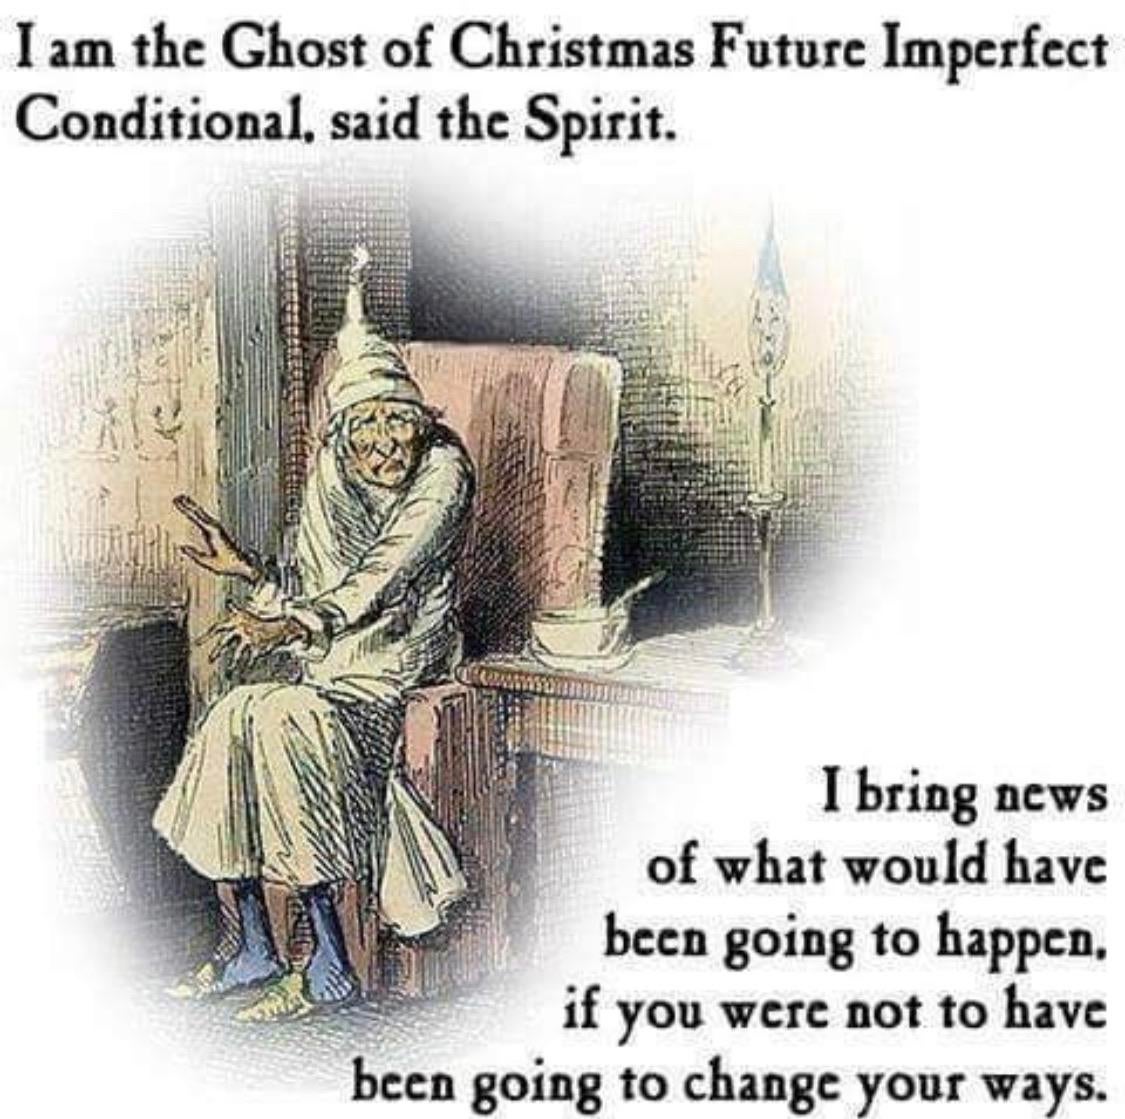 I am the Ghost of Christmas Future Imperfect
Conditional, said the Spirit.
I bring news
of what would have
been going to happen,
if you were not to have
been going to change your ways.